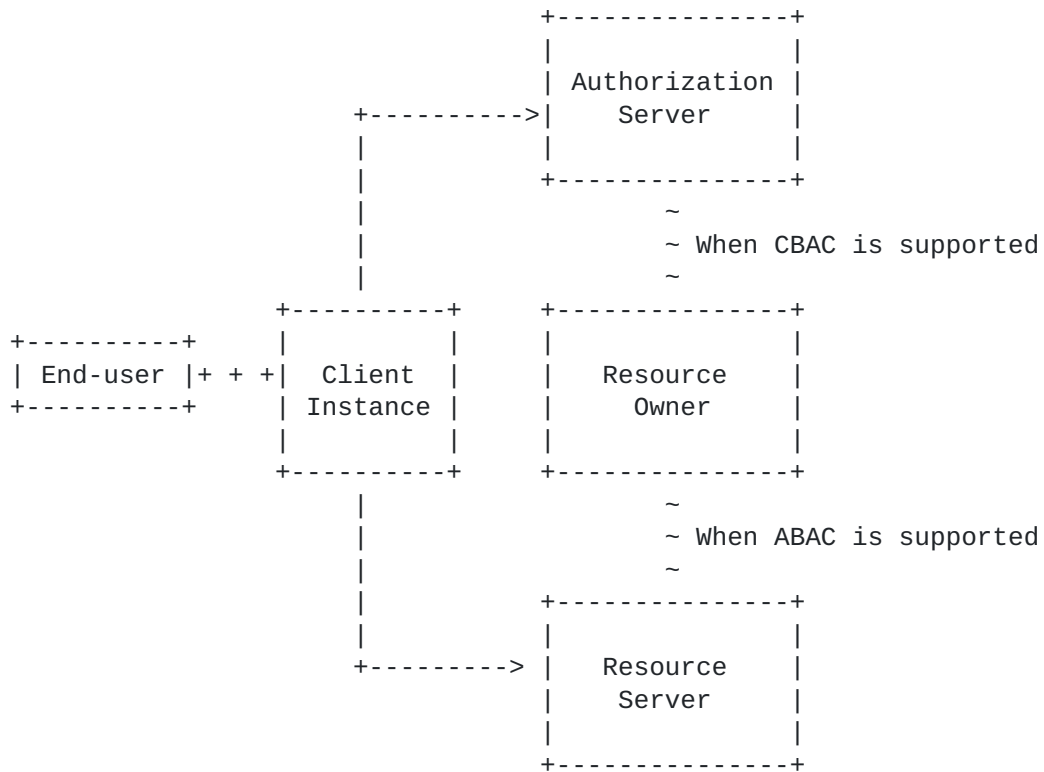 Authorization
Server
~
~ When CBAC is supported
~
End-user + + + Client Instance
Resource
Owner
~
~ When ABAC is supported
~
Resource
Server